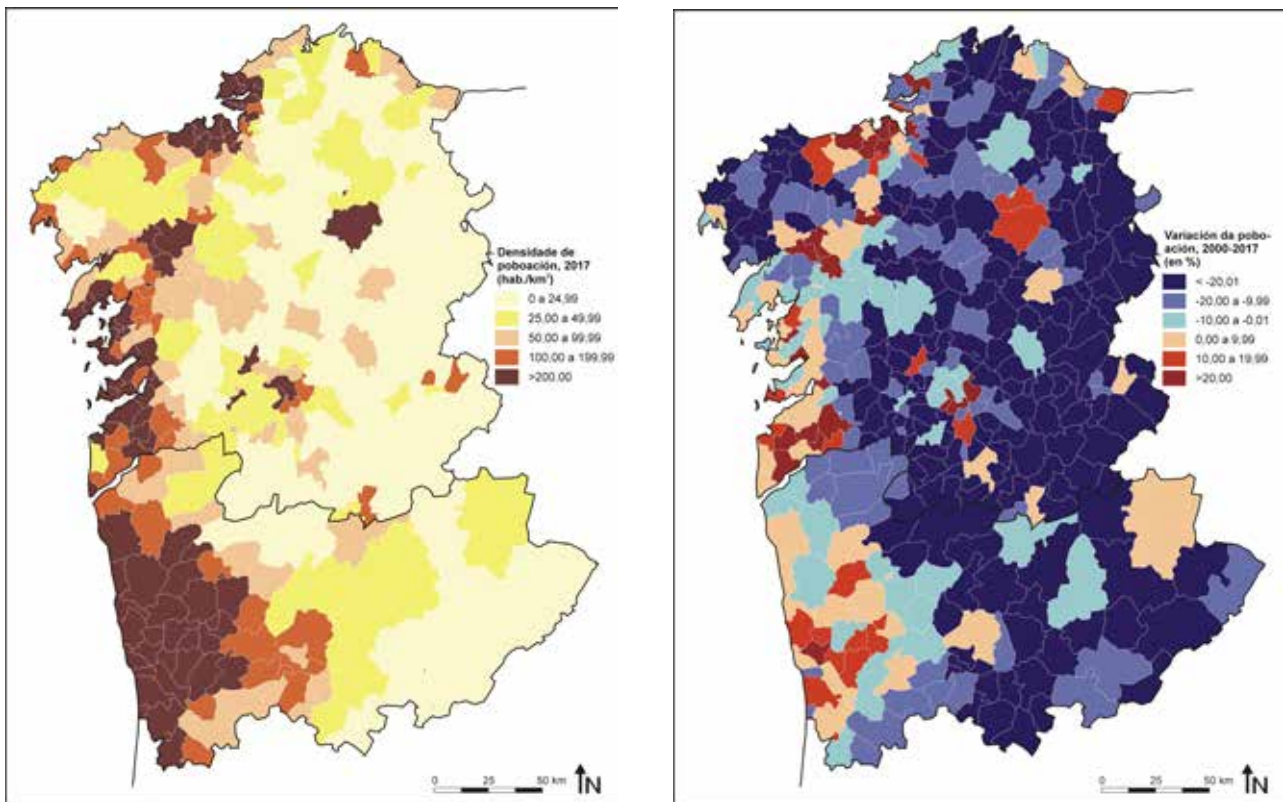 Densidade de
poboación, 2017
(hab./km²)
0 a 24,99
25,00 a 49,99
50,00 a 99,99
100,00 a 199,99
>200,00
0 25 50 km
N
Variación da pobo-
ación, 2000-2017
(en %)
< -20,01
-20,00 a -9,99
-10,00 a -0,01
0,00 a 9,99
10,00 a 19,99
>20,00
0 25 50 km
N